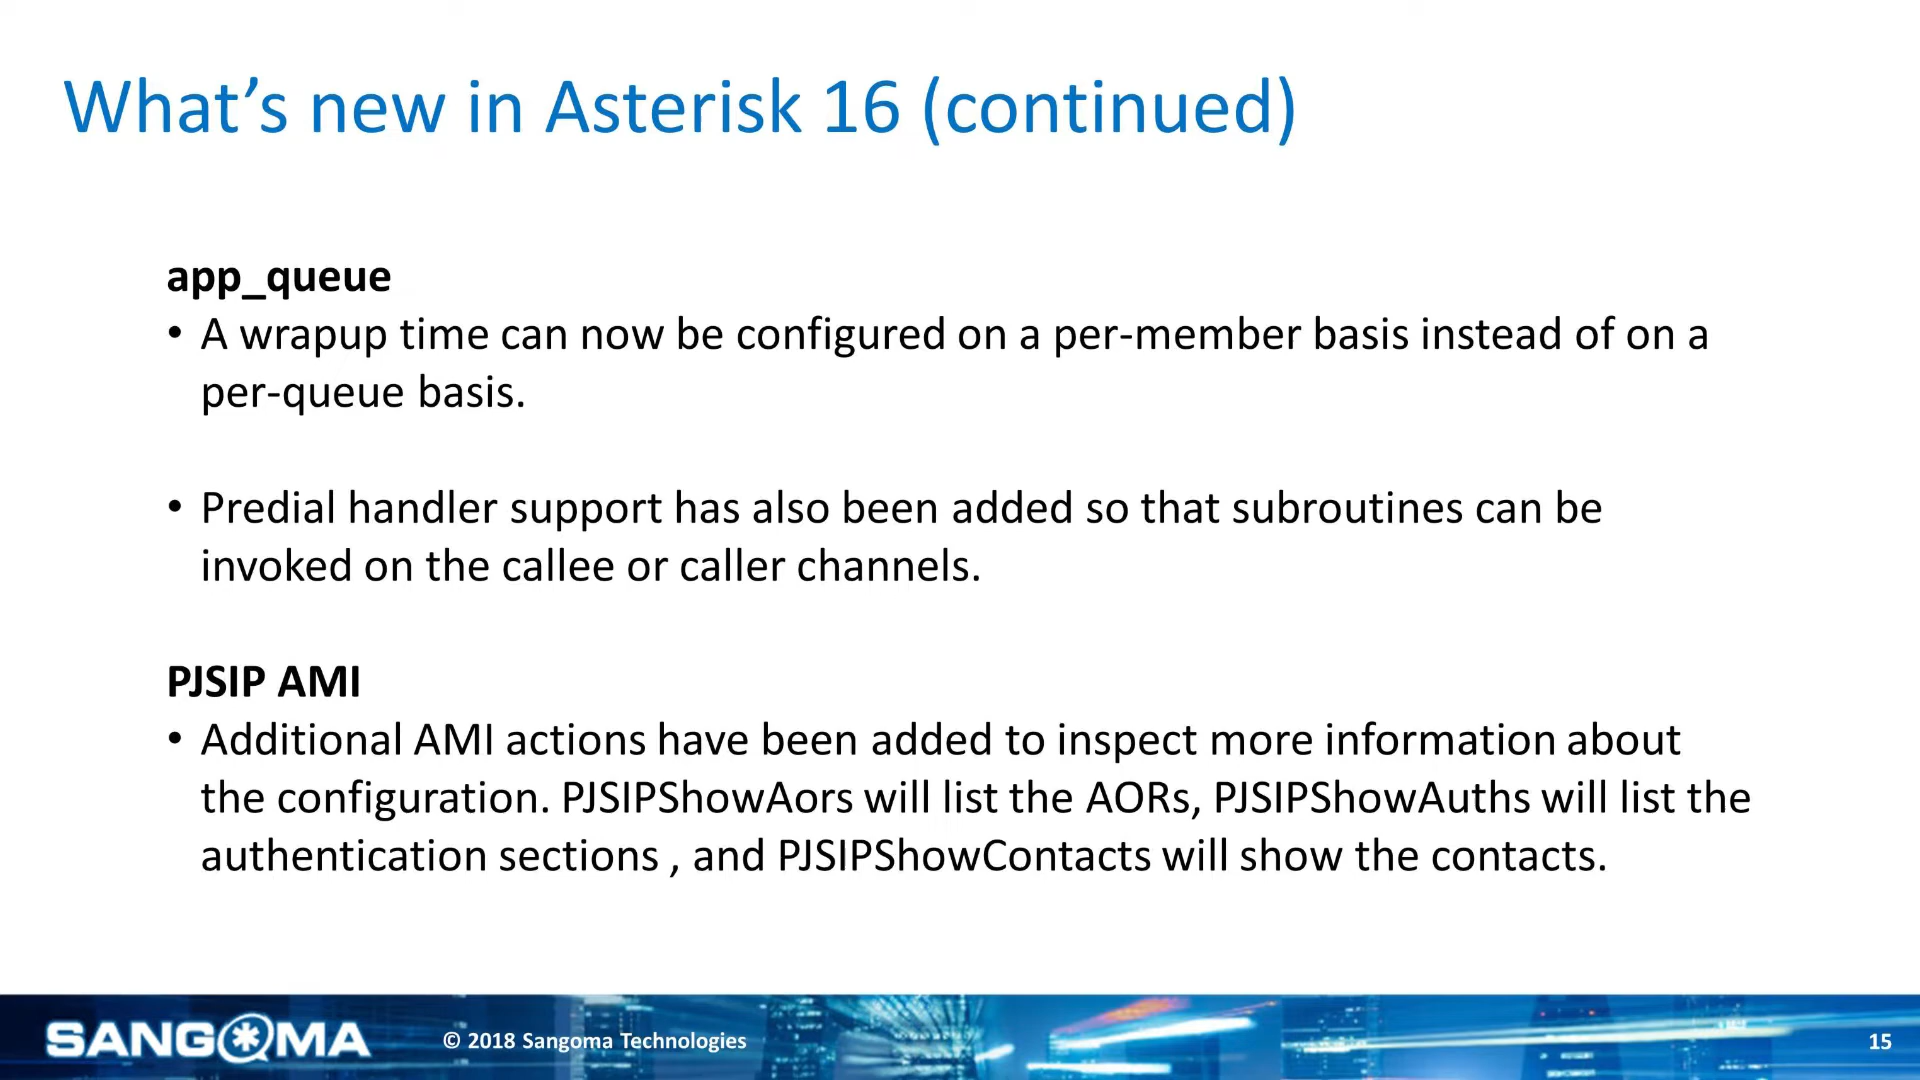 What’s new in Asterisk 16 (continued)
app_queue
• A wrapup time can now be configured on a per-member basis instead of on a
per-queue basis.
• Predial handler support has also been added so that subroutines can be
invoked on the callee or caller channels.
PJSIP AMI
• Additional AMI actions have been added to inspect more information about
the configuration. PJSIPShowAors will list the AORs, PJSIPShowAuths will list the
authentication sections , and PJSIPShowContacts will show the contacts.
SANGOMA
© 2018 Sangoma Technologies
15